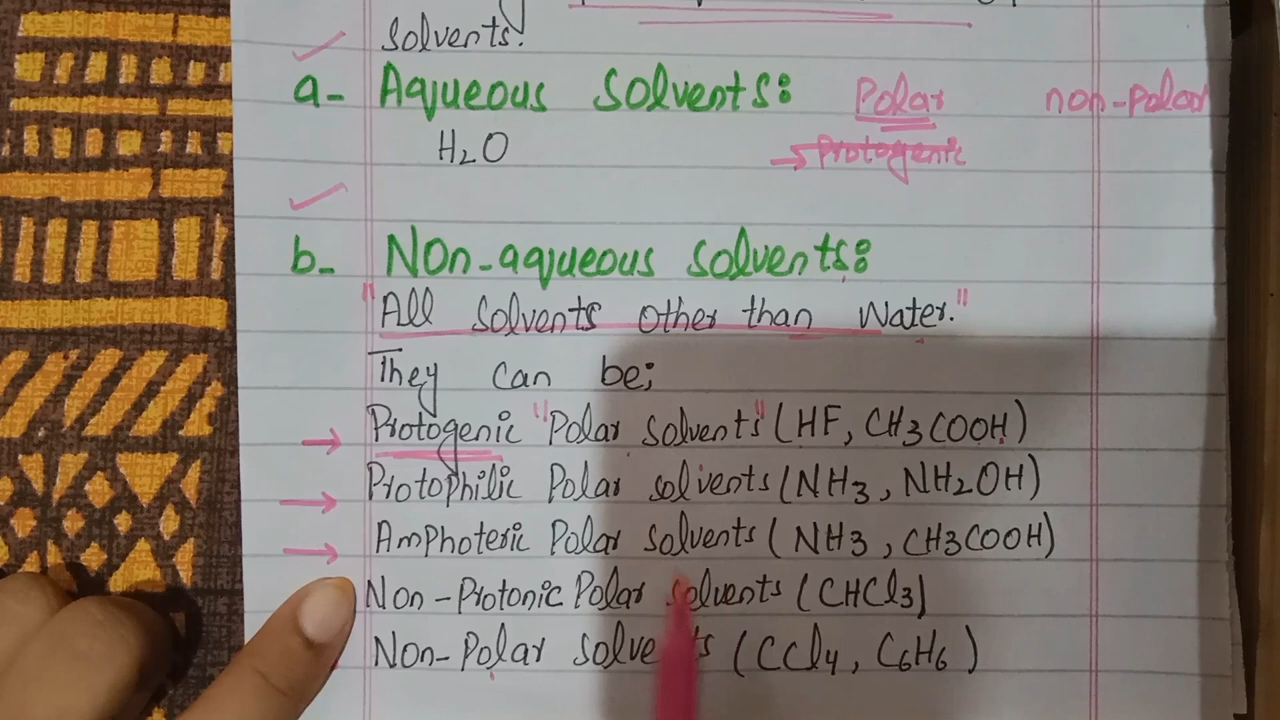 solvents.
a- Aqueous solvents: Polar non-polar
H2O →Protogenic
b- Non-aqueous solvents:
"All solvents other than water."
They can be;
→ Protogenic "Polar solvents" (HF, CH3COOH)
→ Protophilic Polar solvents (NH3, NH2OH)
→ Amphoteric Polar solvents (NH3, CH3COOH)
Non-Protonic Polar solvents (CHCl3)
Non-Polar solvents (CCl4, C6H6)